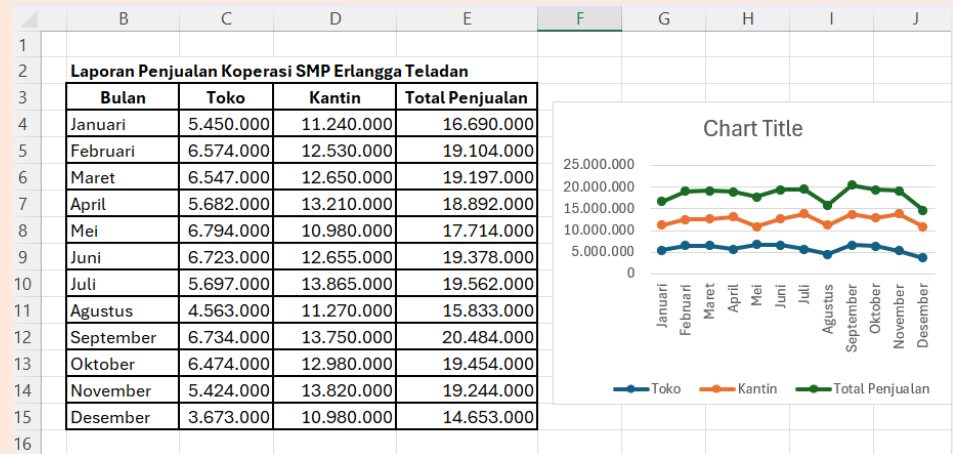 B C D E F G H I J
1
2 Laporan Penjualan Koperasi SMP Erlangga Teladan
3 Bulan Toko Kantin Total Penjualan
4 Januari 5.450.000 11.240.000 16.690.000
5 Februari 6.574.000 12.530.000 19.104.000
6 Maret 6.547.000 12.650.000 19.197.000
7 April 5.682.000 13.210.000 18.892.000
8 Mei 6.794.000 10.980.000 17.714.000
9 Juni 6.723.000 12.655.000 19.378.000
10 Juli 5.697.000 13.865.000 19.562.000
11 Agustus 4.563.000 11.270.000 15.833.000
12 September 6.734.000 13.750.000 20.484.000
13 Oktober 6.474.000 12.980.000 19.454.000
14 November 5.424.000 13.820.000 19.244.000
15 Desember 3.673.000 10.980.000 14.653.000
16
Chart Title
25.000.000
20.000.000
15.000.000
10.000.000
5.000.000
0
Januari
Februari
Maret
April
Mei
Juni
Juli
Agustus
September
Oktober
November
Desember
Toko Kantin Total Penjualan